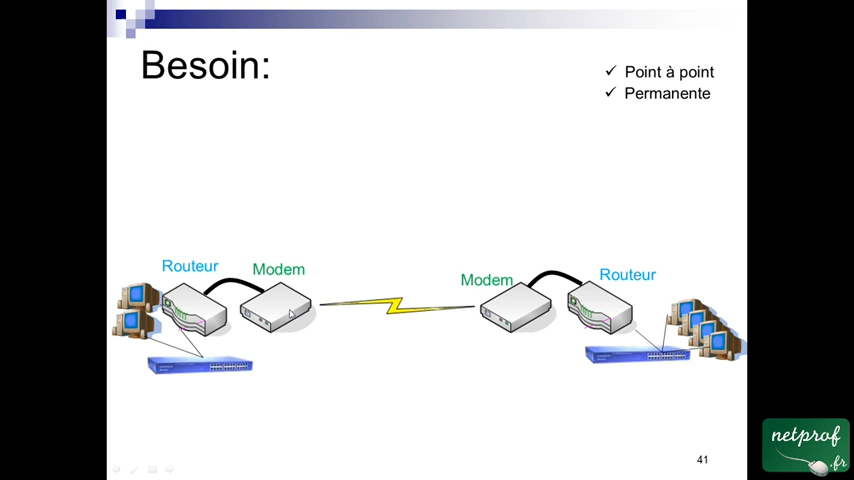 Besoin:
✓ Point à point
✓ Permanente
Routeur
Modem
Modem
Routeur
41
netprof
.fr